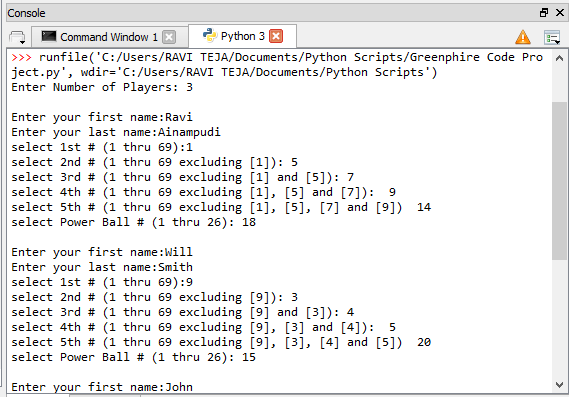 Console
Command Window 1
Python 3
>>> runfile('C:/Users/RAVI TEJA/Documents/Python Scripts/Greenphire Code Pro
ject.py', wdir='C:/Users/RAVI TEJA/Documents/Python Scripts')
Enter Number of Players: 3
Enter your first name:Ravi
Enter your last name:Ainampudi
select 1st # (1 thru 69):1
select 2nd # (1 thru 69 excluding [1]): 5
select 3rd # (1 thru 69 excluding [1] and [5]): 7
select 4th # (1 thru 69 excluding [1], [5] and [7]):  9
select 5th # (1 thru 69 excluding [1], [5], [7] and [9])  14
select Power Ball # (1 thru 26): 18
Enter your first name:Will
Enter your last name:Smith
select 1st # (1 thru 69):9
select 2nd # (1 thru 69 excluding [9]): 3
select 3rd # (1 thru 69 excluding [9] and [3]): 4
select 4th # (1 thru 69 excluding [9], [3] and [4]):  5
select 5th # (1 thru 69 excluding [9], [3], [4] and [5])  20
select Power Ball # (1 thru 26): 15
Enter your first name:John